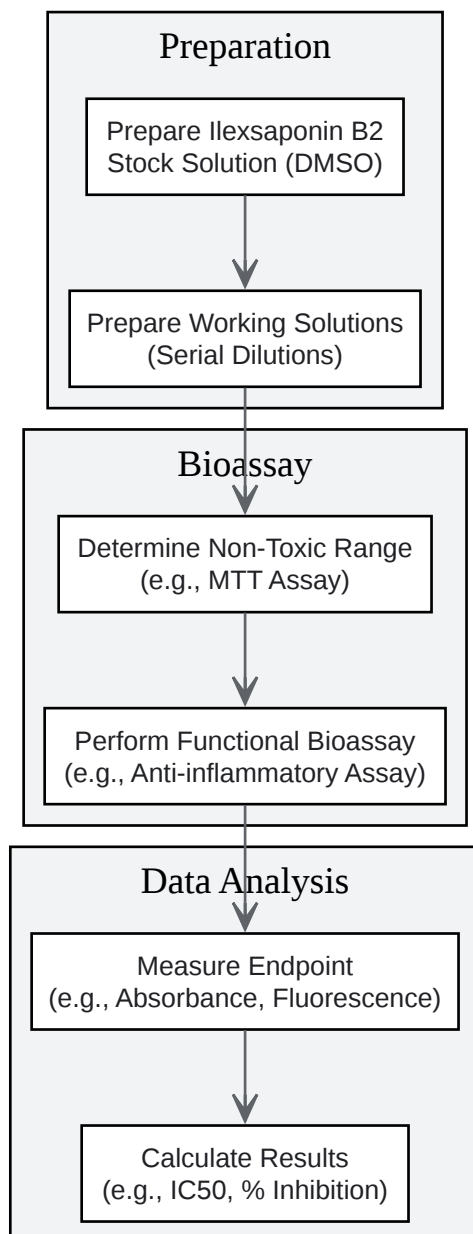 Preparation
Prepare Ilexsaponin B2
Stock Solution (DMSO)
Prepare Working Solutions
(Serial Dilutions)
Bioassay
Determine Non-Toxic Range
(e.g., MTT Assay)
Perform Functional Bioassay
(e.g., Anti-inflammatory Assay)
Data Analysis
Measure Endpoint
(e.g., Absorbance, Fluorescence)
Calculate Results
(e.g., IC50, % Inhibition)